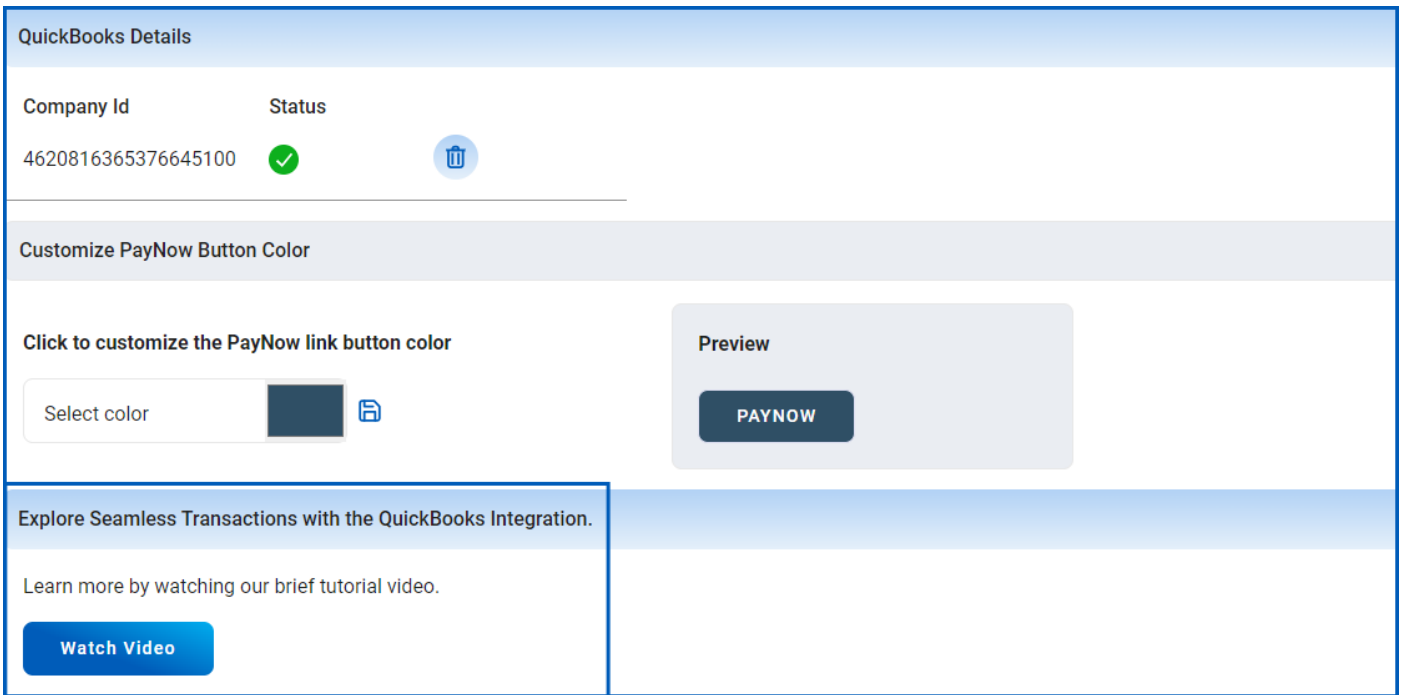 QuickBooks Details
Company Id Status
4620816365376645100
Customize PayNow Button Color
Click to customize the PayNow link button color
Preview
Select color
PAYNOW
Explore Seamless Transactions with the QuickBooks Integration.
Learn more by watching our brief tutorial video.
Watch Video